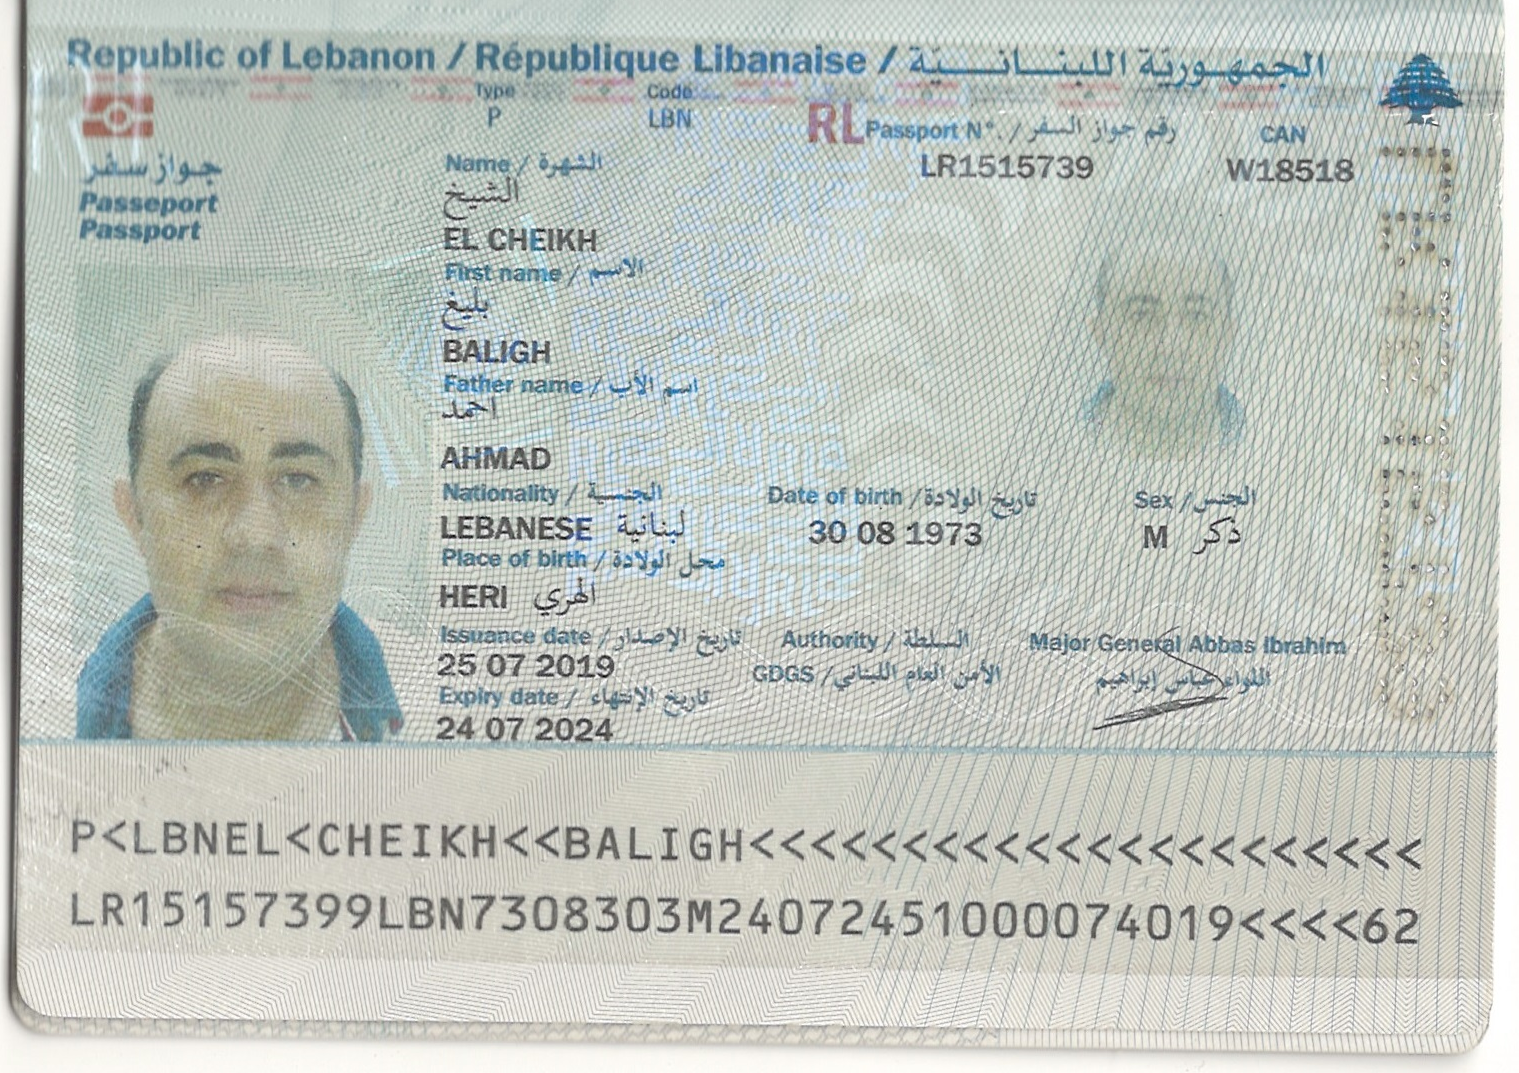 Republic of Lebanon / République Libanaise / الجمهورية اللبنانية
Type
P
Code
LBN
RL
Passport N°. / رقم جواز السفر
LR1515739
CAN
W18518
جواز سفر
Passeport
Passport
Name / الشهرة
الشيخ
EL CHEIKH
First name / الاسم
بليغ
BALIGH
Father name / اسم الأب
احمد
AHMAD
Nationality / الجنسية
LEBANESE لبنانية
Date of birth / تاريخ الولادة
30 08 1973
Sex / الجنس
M ذكر
Place of birth / محل الولادة
HERI الهري
Issuance date / تاريخ الإصدار
25 07 2019
Authority / السلطة
GDGS / الأمن العام اللبناني
Major General Abbas Ibrahim
اللواء عباس إبراهيم
Expiry date / تاريخ الإنتهاء
24 07 2024
P<LBNEL<CHEIKH<<BALIGH<<<<<<<<<<<<<<<<<<<<<<
LR15157399LBN7308303M24072451000074019<<<<62